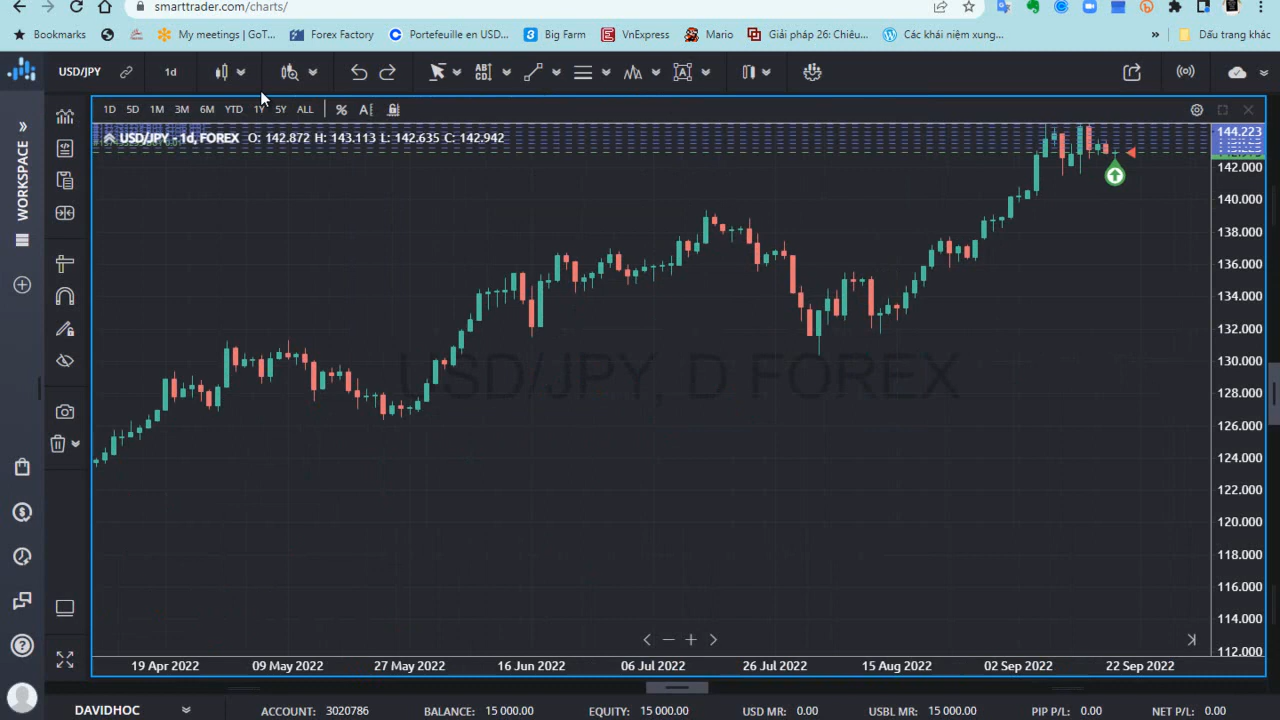 smarttrader.com/charts/
Bookmarks My meetings | GoT... Forex Factory Portefeuille en USD... Big Farm VnExpress Mario Giải pháp 26: Chiêu... Các khái niệm xung... » Dấu trang khác
USD/JPY 1d
1D 5D 1M 3M 6M YTD 1Y 5Y ALL
USD/JPY - 1d, FOREX O: 142.872 H: 143.113 L: 142.635 C: 142.942
144.223
142.000
140.000
138.000
136.000
134.000
132.000
130.000
128.000
126.000
124.000
122.000
120.000
118.000
116.000
114.000
112.000
WORKSPACE
USD/JPY, D FOREX
19 Apr 2022 09 May 2022 27 May 2022 16 Jun 2022 06 Jul 2022 26 Jul 2022 15 Aug 2022 02 Sep 2022 22 Sep 2022
DAVIDHOC ACCOUNT: 3020786 BALANCE: 15 000.00 EQUITY: 15 000.00 USD MR: 0.00 USBL MR: 15 000.00 PIP P/L: 0.00 NET P/L: 0.00